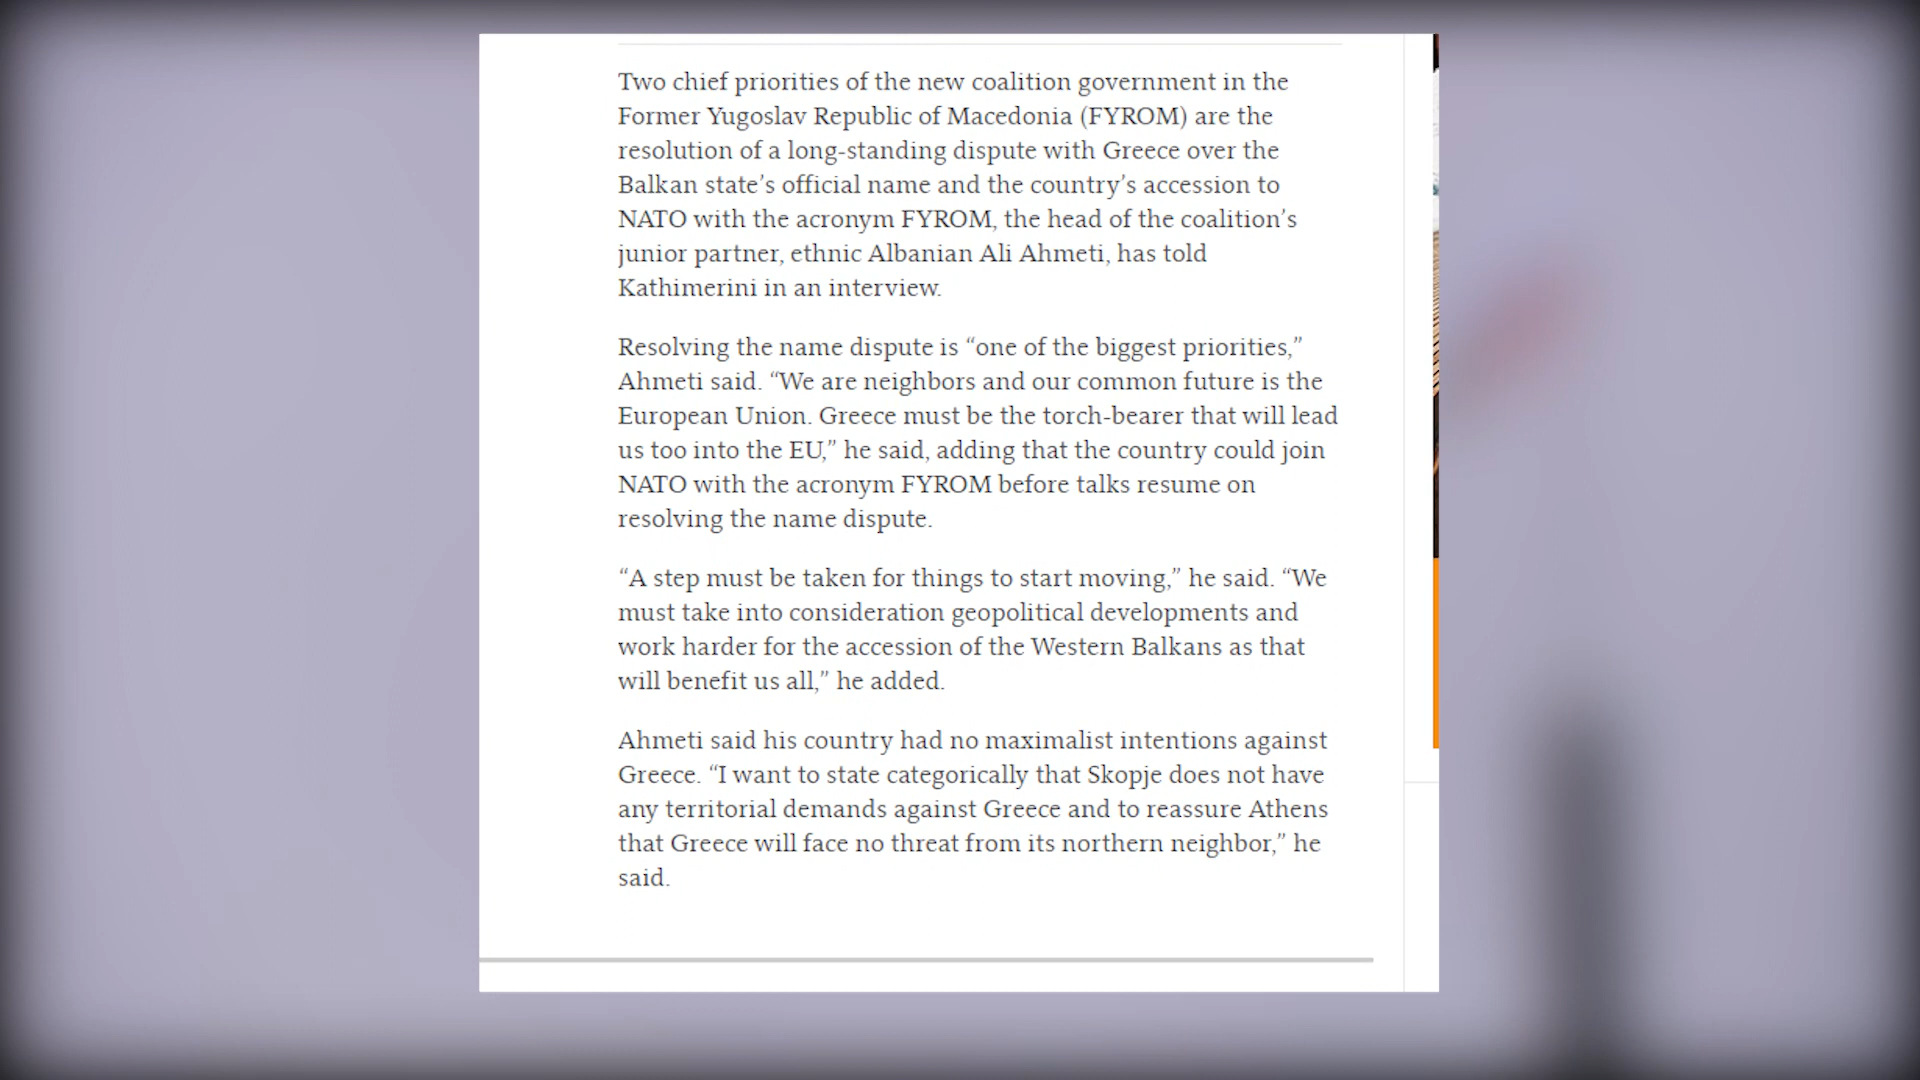 Two chief priorities of the new coalition government in the
Former Yugoslav Republic of Macedonia (FYROM) are the
resolution of a long-standing dispute with Greece over the
Balkan state’s official name and the country’s accession to
NATO with the acronym FYROM, the head of the coalition’s
junior partner, ethnic Albanian Ali Ahmeti, has told
Kathimerini in an interview.
Resolving the name dispute is “one of the biggest priorities,”
Ahmeti said. “We are neighbors and our common future is the
European Union. Greece must be the torch-bearer that will lead
us too into the EU,” he said, adding that the country could join
NATO with the acronym FYROM before talks resume on
resolving the name dispute.
“A step must be taken for things to start moving,” he said. “We
must take into consideration geopolitical developments and
work harder for the accession of the Western Balkans as that
will benefit us all,” he added.
Ahmeti said his country had no maximalist intentions against
Greece. “I want to state categorically that Skopje does not have
any territorial demands against Greece and to reassure Athens
that Greece will face no threat from its northern neighbor,” he
said.